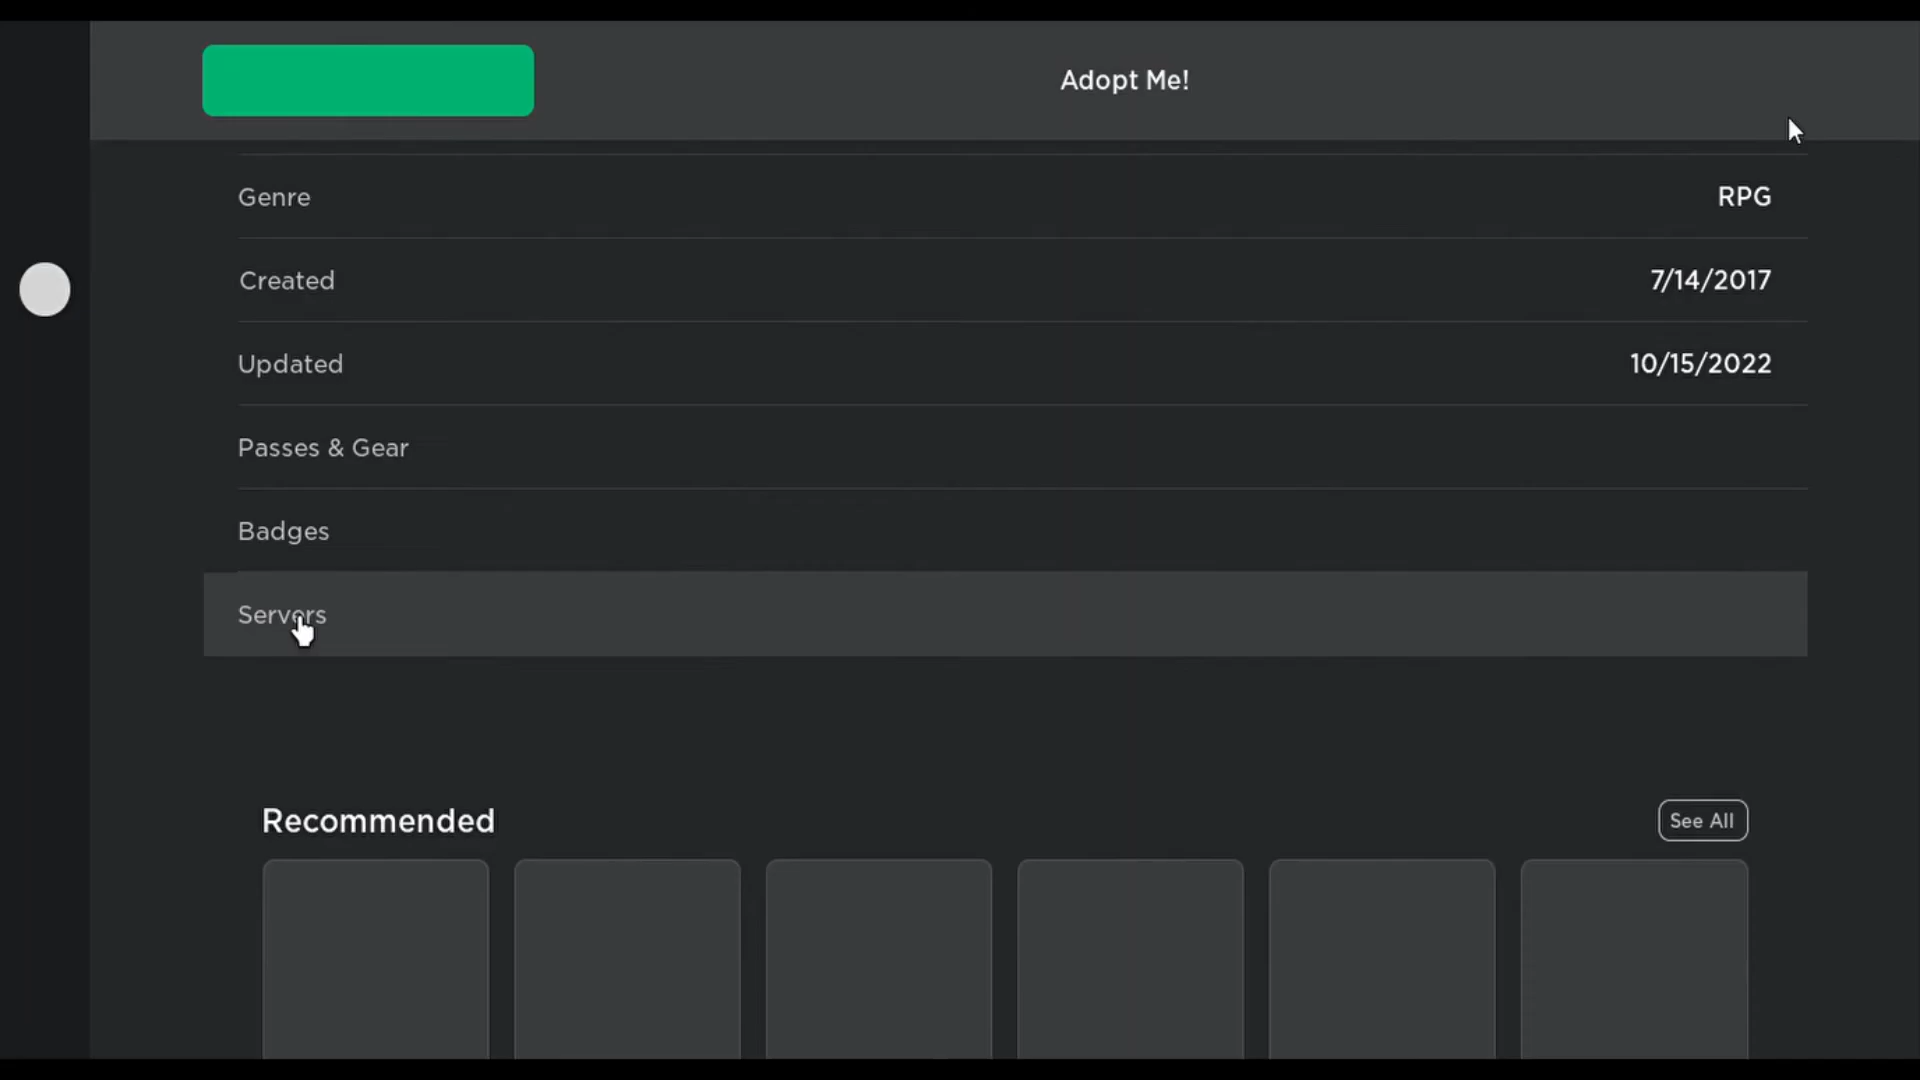 Adopt Me!
Genre RPG
Created 7/14/2017
Updated 10/15/2022
Passes & Gear
Badges
Servers
Recommended See All